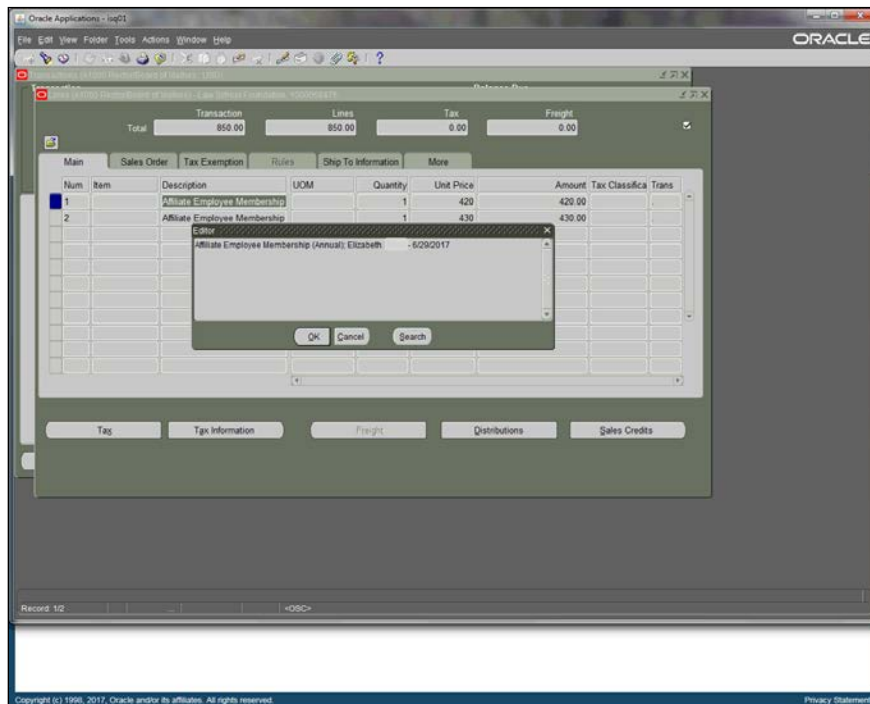 Oracle Applications - isq01
File Edit View Folder Tools Actions Window Help
ORACLE
Transaction Lines Tax Freight
Total 850.00 850.00 0.00 0.00
Main Sales Order Tax Exemption Rules Ship To Information More
Num Item Description UOM Quantity Unit Price Amount Tax Classifica Trans
1 Affiliate Employee Membership 1 420 420.00
2 Affiliate Employee Membership 1 430 430.00
Editor
Affiliate Employee Membership (Annual); Elizabeth - 6/29/2017
OK Cancel Search
Tax Tax Information Freight Distributions Sales Credits
Record: 1/2 ... <OSC>
Copyright (c) 1998, 2017, Oracle and/or its affiliates. All rights reserved. Privacy Statement